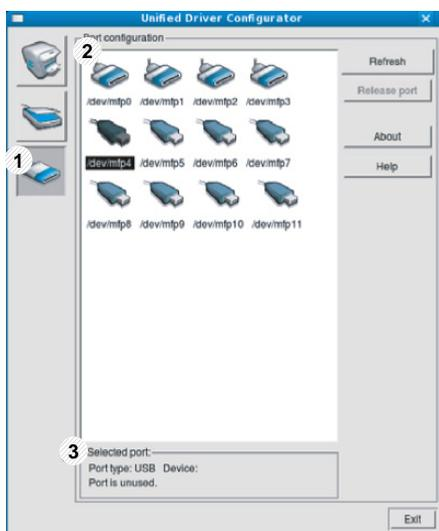 Unified Driver Configurator
Port configuration
2
Refresh
/dev/mfp0 /dev/mfp1 /dev/mfp2 /dev/mfp3
Release port
About
1
/dev/mfp4 /dev/mfp5 /dev/mfp6 /dev/mfp7
Help
/dev/mfp8 /dev/mfp9 /dev/mfp10 /dev/mfp11
3
Selected port:
Port type: USB Device:
Port is unused.
Exit